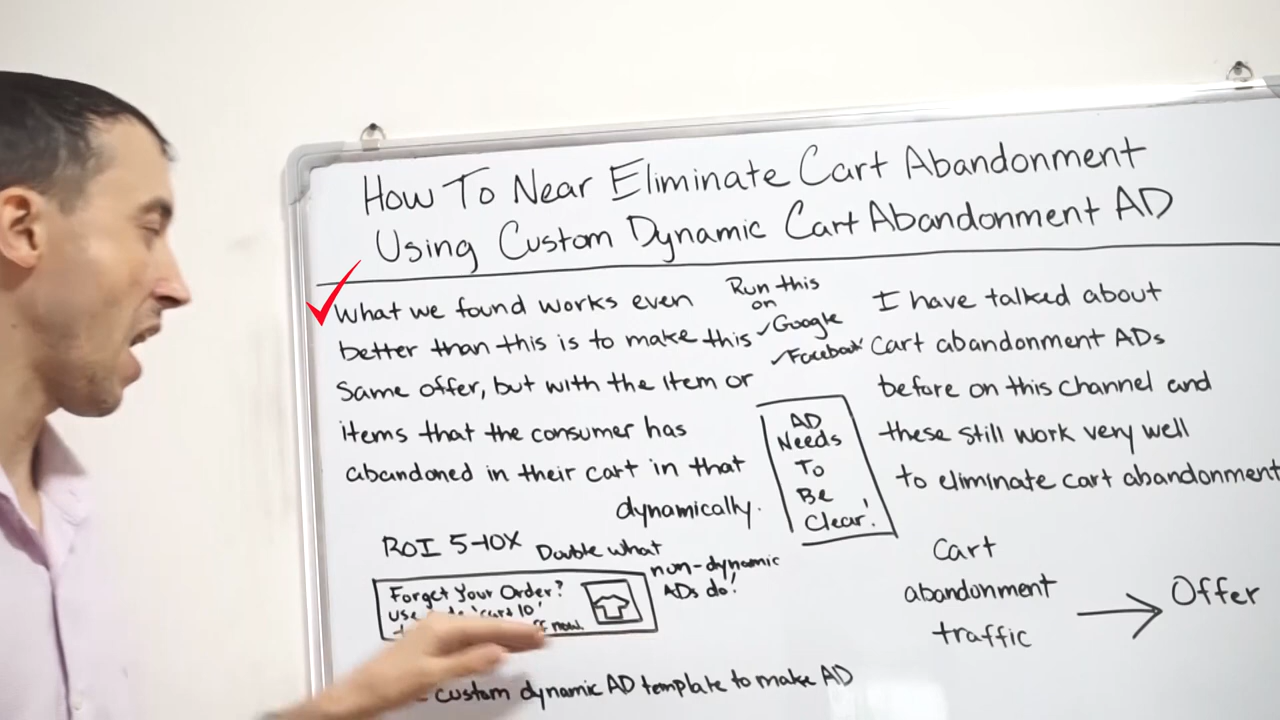 How To Near Eliminate Cart Abandonment
Using Custom Dynamic Cart Abandonment AD
What we found works even
better than this is to make this
same offer, but with the item or
items that the consumer has
abandoned in their cart in that
dynamically.
Run this
on
✓Google
✓Facebook
AD
Needs
To
Be
Clear!
I have talked about
Cart abandonment ADs
before on this channel and
these still work very well
to eliminate cart abandonment
ROI 5-10X
Double what
non-dynamic
ADs do!
Forget Your Order?
Use 'cart 10'
off now.
custom dynamic AD template to make AD
Cart
abandonment
traffic
Offer